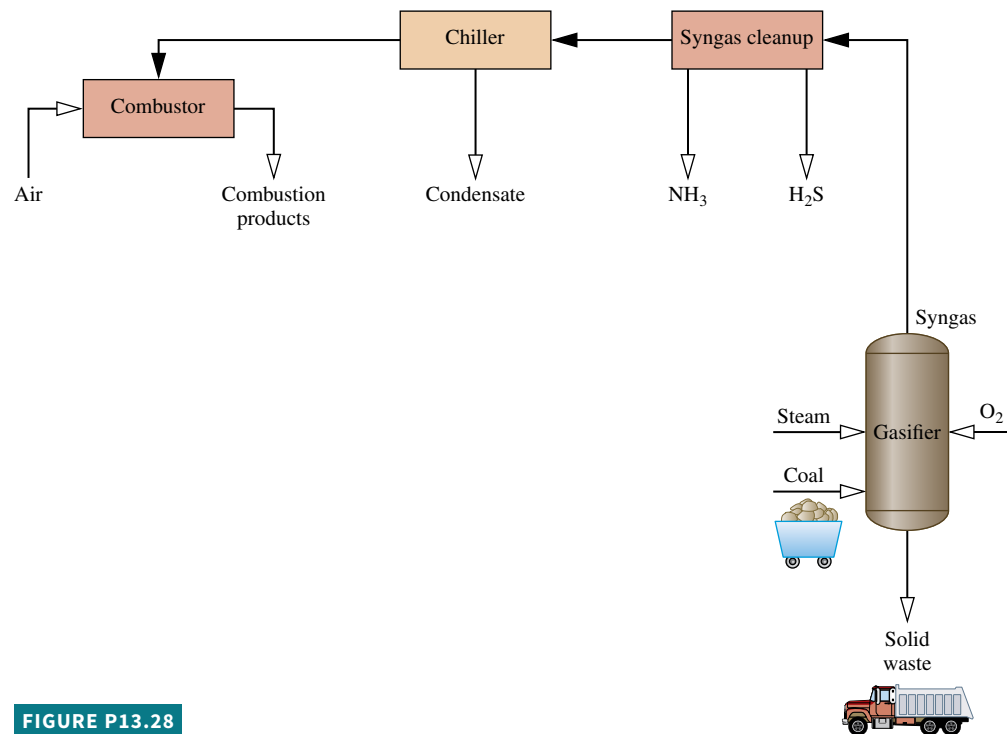 Chiller
Syngas cleanup
Combustor
Air
Combustion
products
Condensate
NH₃
H₂S
Syngas
Steam
O₂
Gasifier
Coal
Solid
waste
FIGURE P13.28